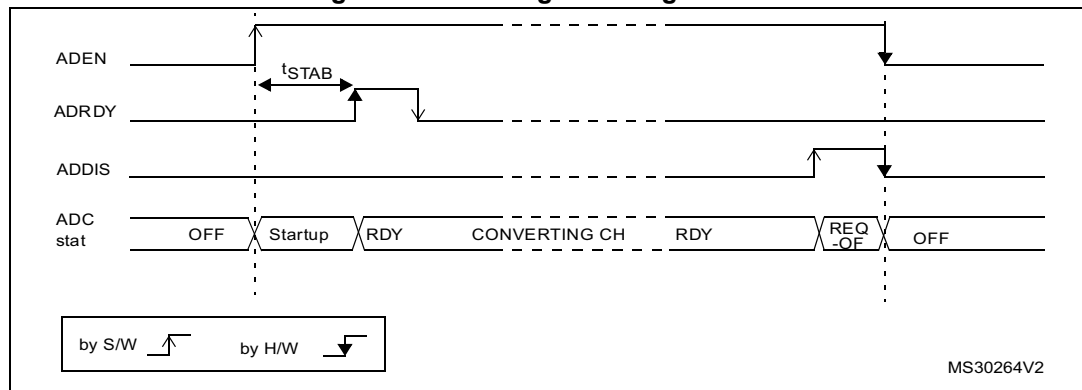 ADEN
tSTAB
ADRDY
ADDIS
ADC
stat
OFF
Startup
RDY
CONVERTING CH
RDY
REQ
-OF
OFF
by S/W
by H/W
MS30264V2